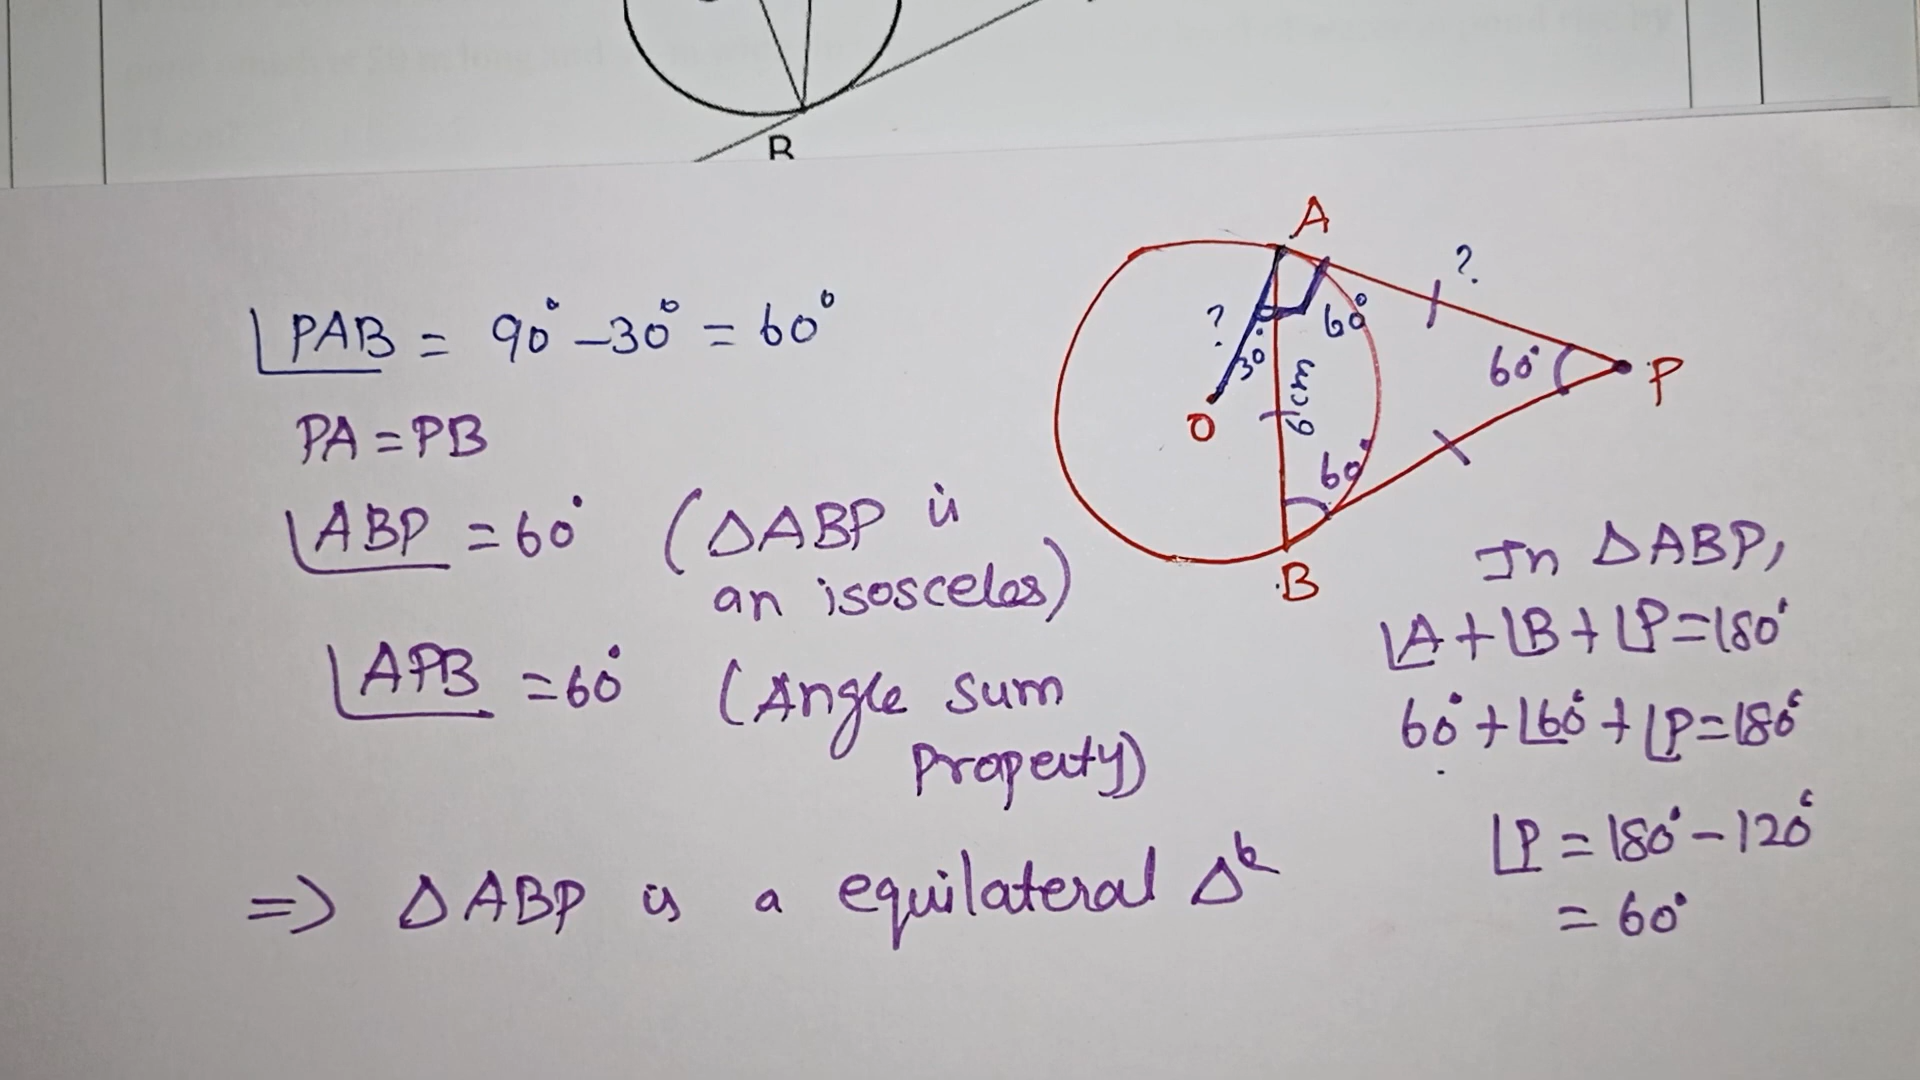 B
∠PAB = 90° – 30° = 60°
PA = PB
∠ABP = 60° (△ABP is
an isosceles)
∠APB = 60° (Angle sum
Property)
=> △ABP is a equilateral △le
A
?
?
60°
30°
6cm
60°
P
O
60°
B
In △ABP,
∠A + ∠B + ∠P = 180°
60° + ∠60° + ∠P = 180°
∠P = 180° – 120°
= 60°